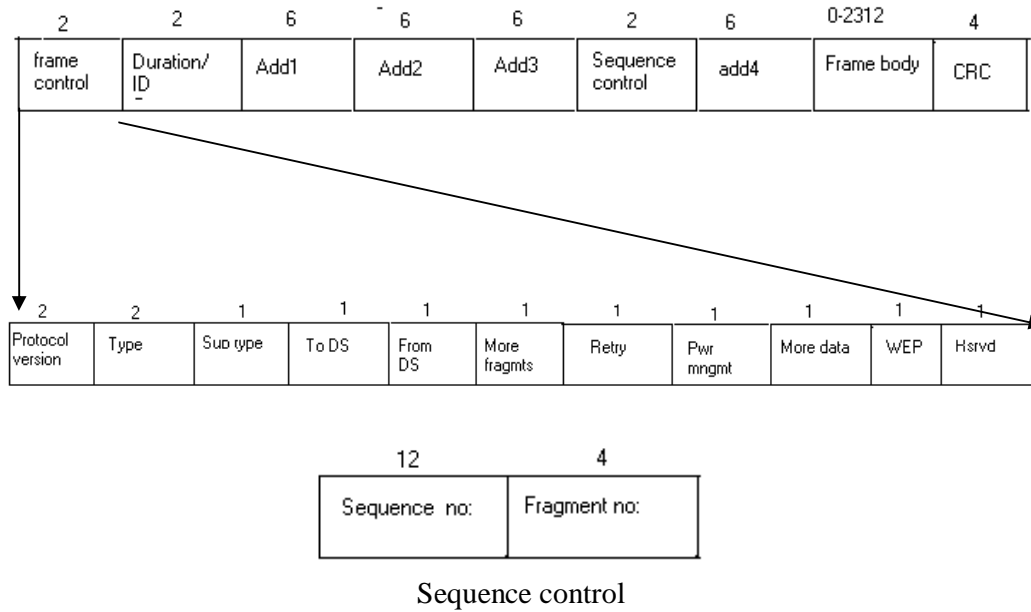 2 2 6 6 6 2 6 0-2312 4
frame control Duration/ ID Add1 Add2 Add3 Sequence control add4 Frame body CRC
2 2 1 1 1 1 1 1 1 1 1
Protocol version Type Sub type To DS From DS More fragmts Retry Pwr mngmt More data WEP Rsrvd
12 4
Sequence no: Fragment no:
Sequence control